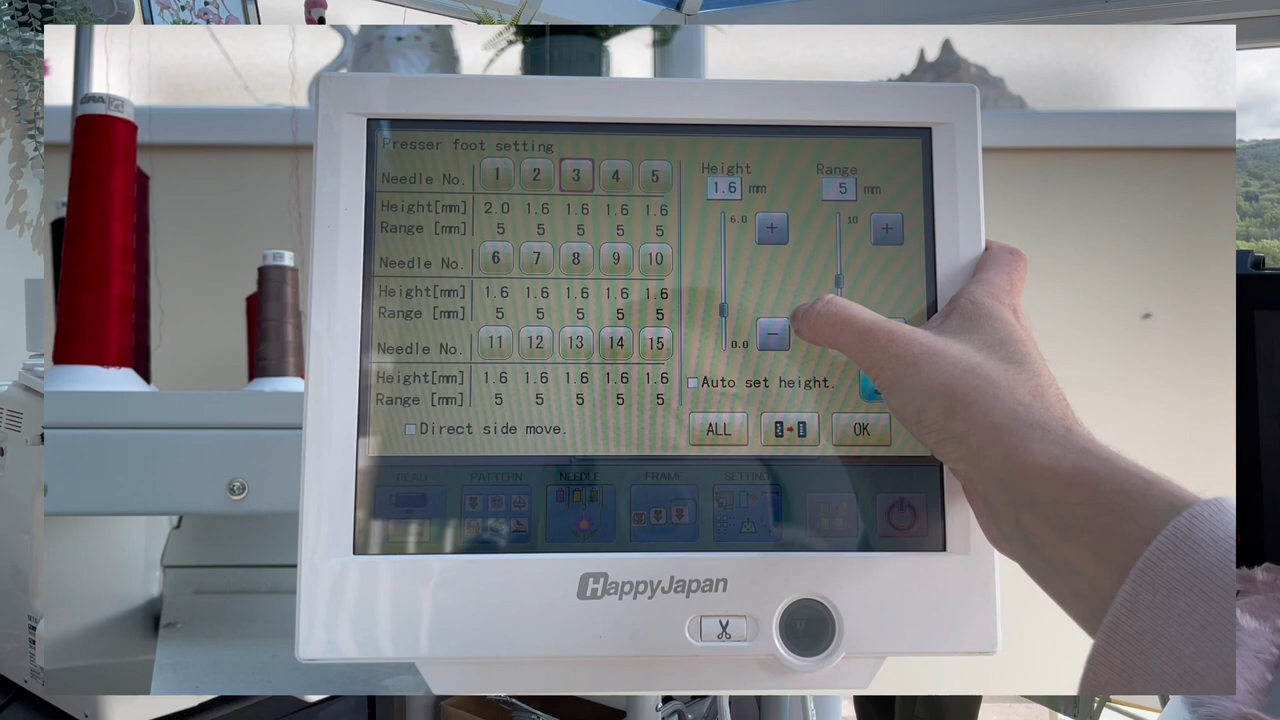 Presser foot setting
Needle No. 1 2 3 4 5
Height[mm] 2.0 1.6 1.6 1.6 1.6
Range [mm] 5 5 5 5 5
Needle No. 6 7 8 9 10
Height[mm] 1.6 1.6 1.6 1.6 1.6
Range [mm] 5 5 5 5 5
Needle No. 11 12 13 14 15
Height[mm] 1.6 1.6 1.6 1.6 1.6
Range [mm] 5 5 5 5 5
Direct side move.
Height Range
1.6 mm 5 mm
6.0 10
+ +
−
0.0
Auto set height.
ALL OK
READ PATTERN NEEDLE FRAME SETTING
HappyJapan